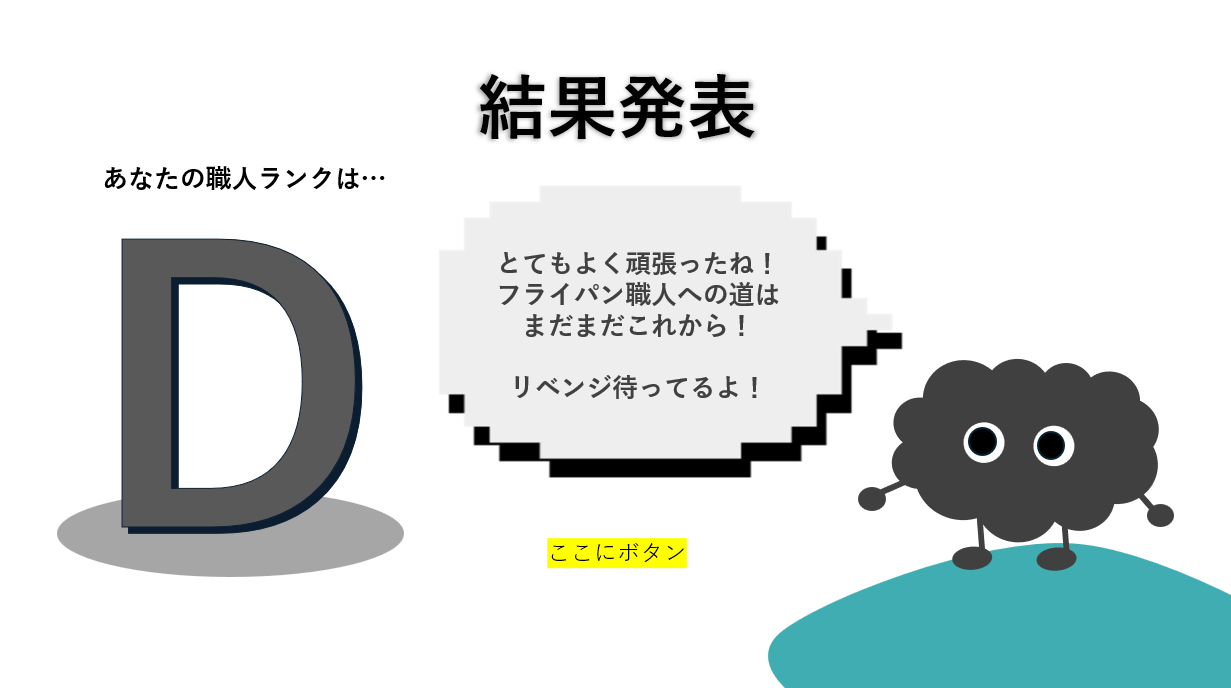 結果発表
あなたの職人ランクは…
D
とてもよく頑張ったね！
フライパン職人への道は
まだまだこれから！
リベンジ待ってるよ！
ここにボタン